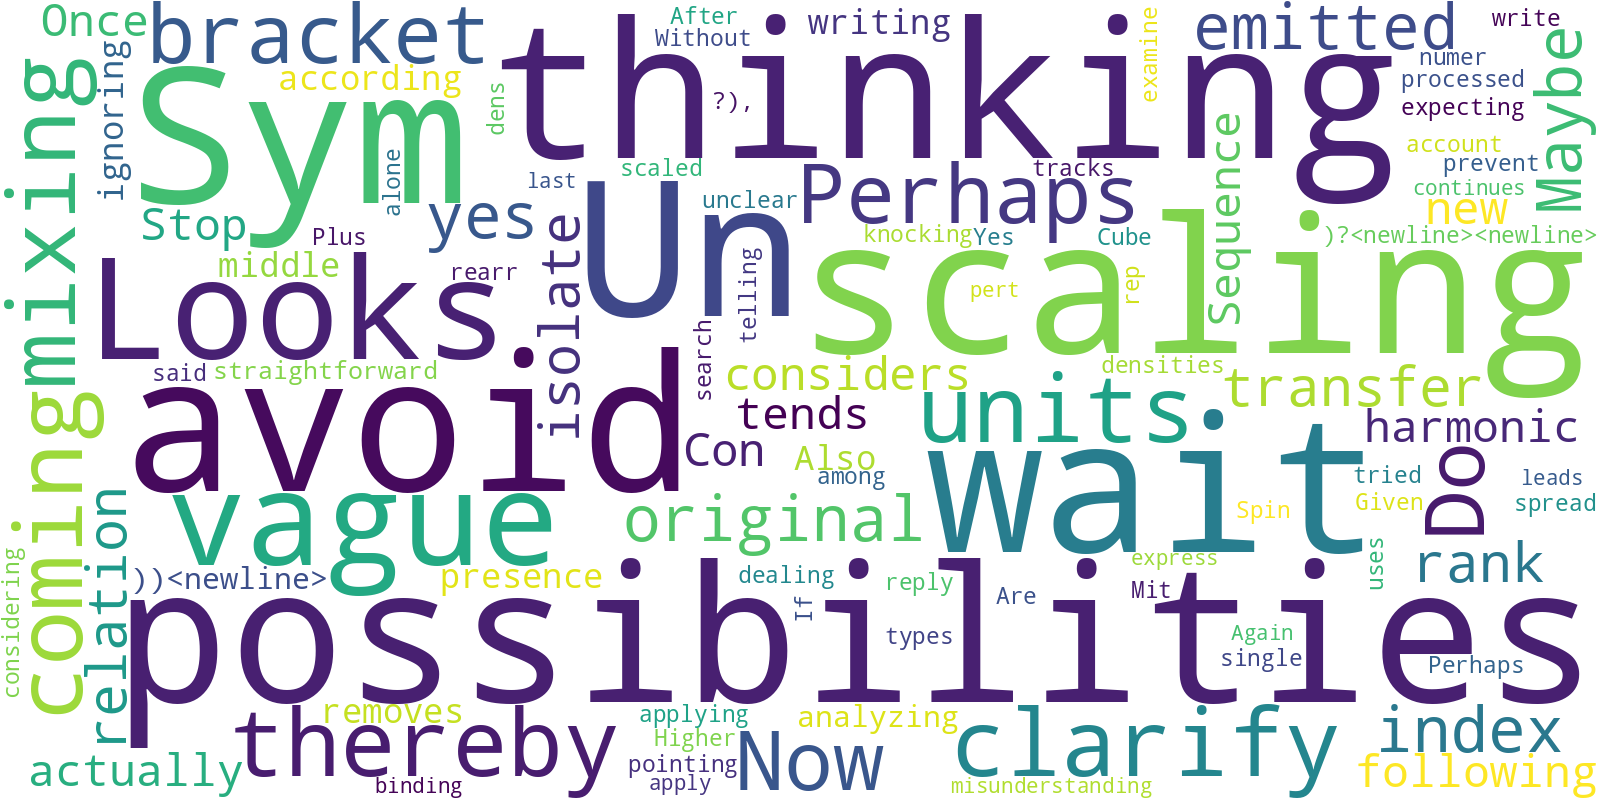 Once
bracket
After
Without
writing
emitted
write
numer
processed
expecting
account
prevent
continues
Maybe
mixing
ignoring
according
Sym
dens
thinking
?),
examine
alone
scaled
last
unclear
tracks
Perhaps
Sequence
new
Stop
Plus
yes
isolate
Un
knocking
Yes
Cube
)?<newline><newline>
middle
rearr
telling
pert
rep
scaling
Looks
said
straightforward
search
considers
densities
transfer
avoid
tends
units
harmonic
Con
Also
among
wait
tried
Given
Do
leads
spread
coming
relation
vague
original
Spin
considering
))<newline>
presence
dealing
If
reply
Are
express
Mit
uses
rank
possibilities
types
Again
single
Perhaps
removes
thereby
applying
Higher
pointing
apply
Now
analyzing
clarify
index
following
actually
binding
misunderstanding